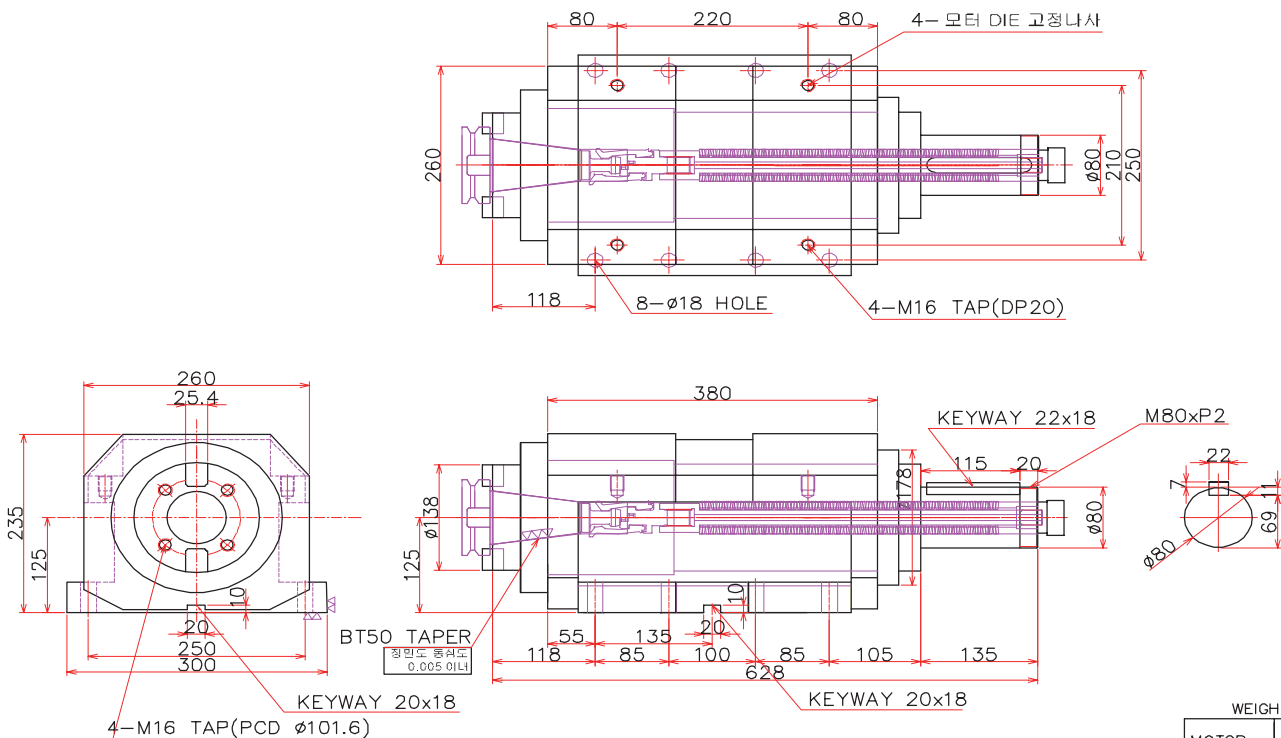 80
220
80
4- 모터 DIE 고정나사
260
ø80
210
250
118
8-ø18 HOLE
4-M16 TAP(DP20)
260
25.4
235
125
10
20
250
300
KEYWAY 20x18
4-M16 TAP(PCD ø101.6)
380
KEYWAY 22x18
M80xP2
115
20
ø138
ø178
ø80
125
10
BT50 TAPER
정밀도 동심도
0.005 이내
55
135
20
118
85
100
85
105
135
628
KEYWAY 20x18
22
7
11
69
ø80
WEIGH
MOTOR